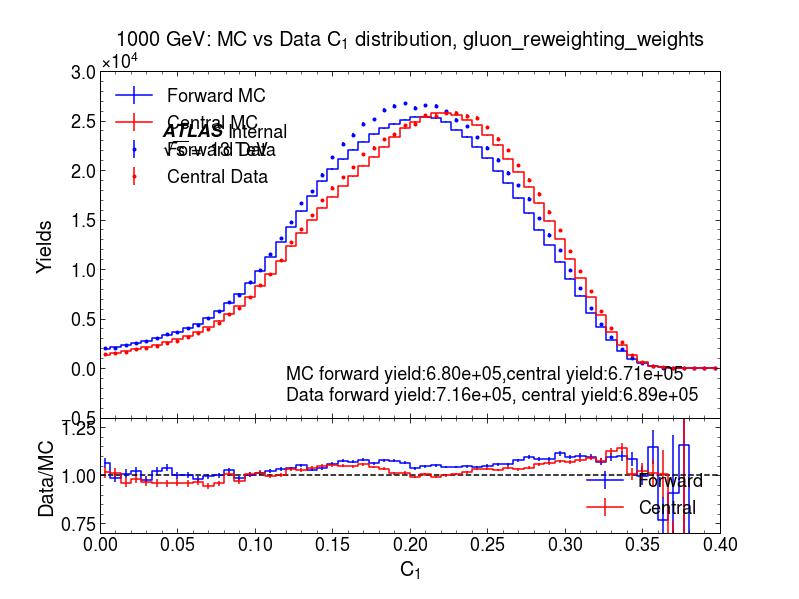 1000 GeV: MC vs Data C₁ distribution, gluon_reweighting_weights
×10⁴
3.0
2.5
2.0
1.5
1.0
0.5
0.0
0.5
Yields
Forward MC
Central MC
ATLAS Internal
√s = 13 TeV
Forward Data
Central Data
MC forward yield:6.80e+05,central yield:6.71e+05
Data forward yield:7.16e+05, central yield:6.89e+05
1.25
1.00
0.75
Data/MC
Forward
Central
0.00 0.05 0.10 0.15 0.20 0.25 0.30 0.35 0.40
C₁